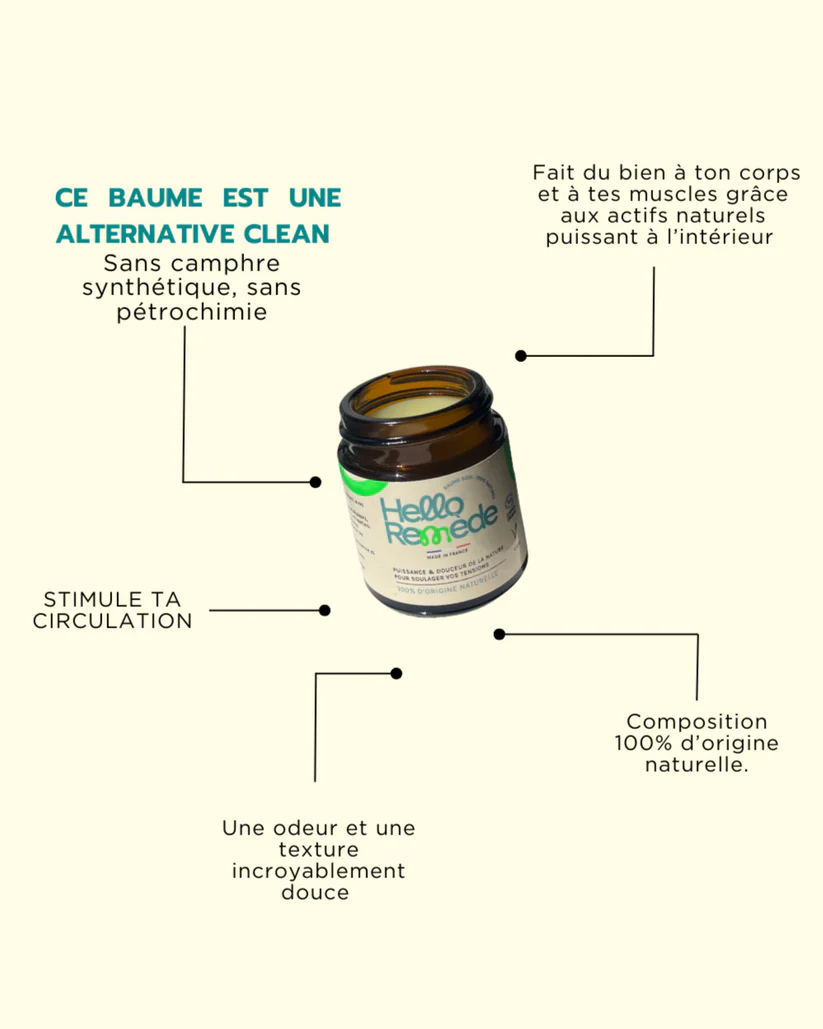 CE BAUME EST UNE
ALTERNATIVE CLEAN
Sans camphre
synthétique, sans
pétrochimie
Fait du bien à ton corps
et à tes muscles grâce
aux actifs naturels
puissant à l'intérieur
Hello
Remède
MADE IN FRANCE
PUISSANCE & DOUCEUR DE LA NATURE
POUR SOULAGER VOS TENSIONS
100% D'ORIGINE NATURELLE
STIMULE TA
CIRCULATION
Composition
100% d'origine
naturelle.
Une odeur et une
texture
incroyablement
douce